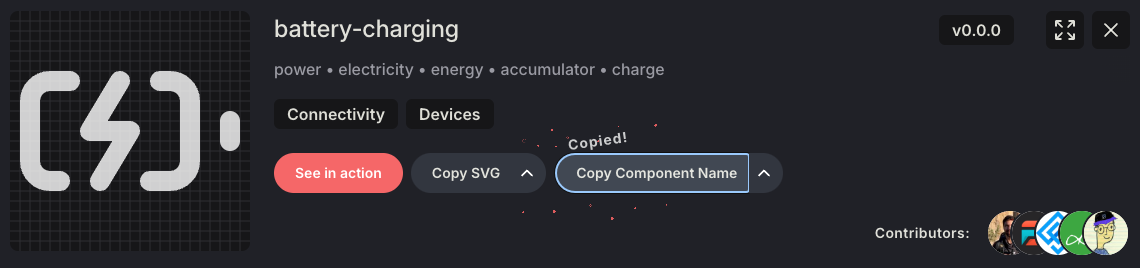 battery-charging
v0.0.0
power • electricity • energy • accumulator • charge
Connectivity
Devices
Copied!
See in action
Copy SVG
Copy Component Name
Contributors: